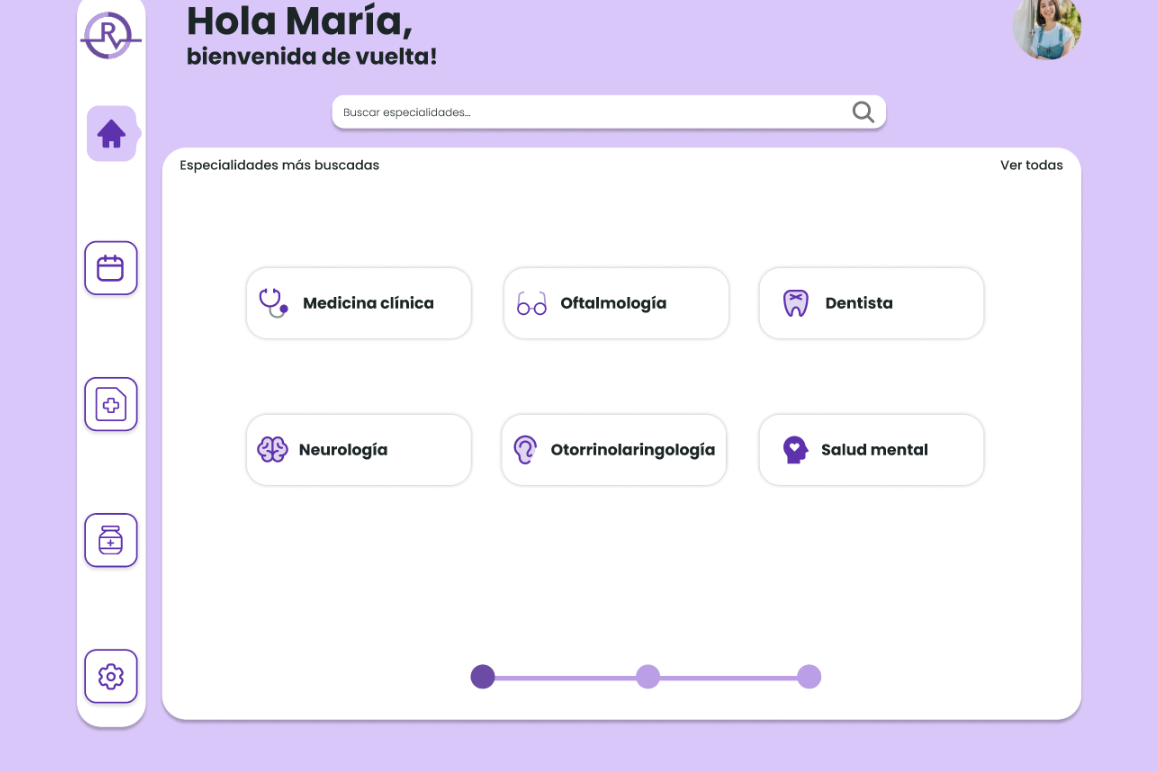 R
Hola María,
bienvenida de vuelta!
Buscar especialidades...
Especialidades más buscadas
Ver todas
Medicina clínica
Oftalmología
Dentista
Neurología
Otorrinolaringología
Salud mental